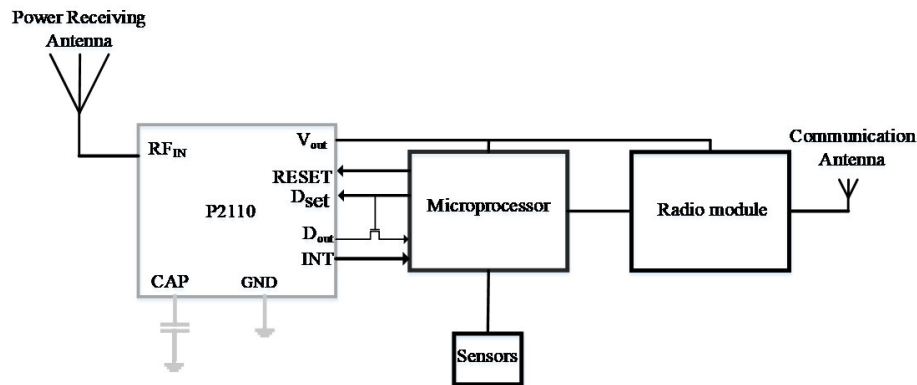 Power Receiving
Antenna
RF_IN
V_out
RESET
D_set
P2110
D_out
INT
CAP
GND
Microprocessor
Radio module
Communication
Antenna
Sensors